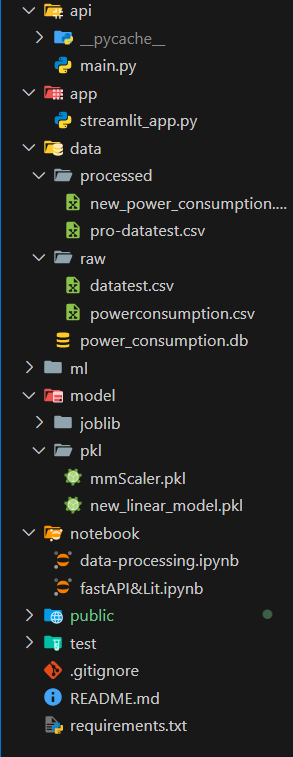 api
__pycache__
main.py
app
streamlit_app.py
data
processed
new_power_consumption....
pro-datatest.csv
raw
datatest.csv
powerconsumption.csv
power_consumption.db
ml
model
joblib
pkl
mmScaler.pkl
new_linear_model.pkl
notebook
data-processing.ipynb
fastAPI&Lit.ipynb
public
test
.gitignore
README.md
requirements.txt